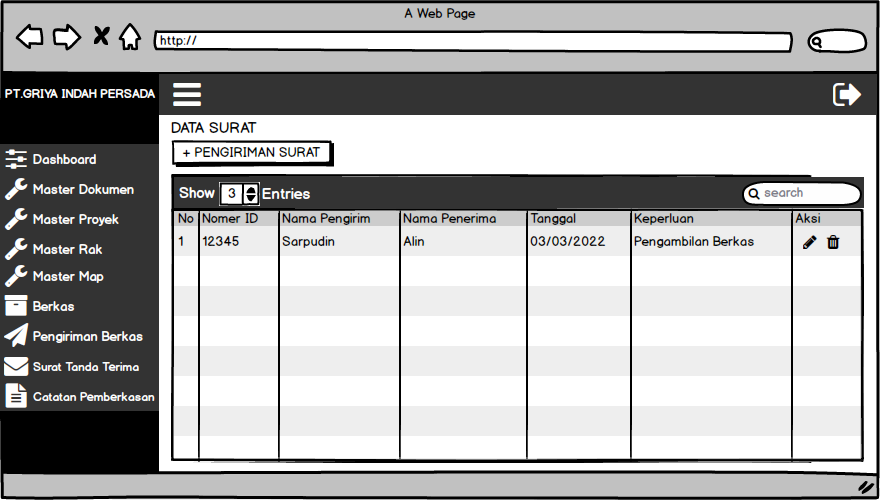 A Web Page
http://
PT.GRIYA INDAH PERSADA
DATA SURAT
+ PENGIRIMAN SURAT
Dashboard
Master Dokumen
Master Proyek
Master Rak
Master Map
Berkas
Pengiriman Berkas
Surat Tanda Terima
Catatan Pemberkasan
Show 3 Entries
search
No Nomer ID Nama Pengirim Nama Penerima Tanggal Keperluan Aksi
1 12345 Sarpudin Alin 03/03/2022 Pengambilan Berkas